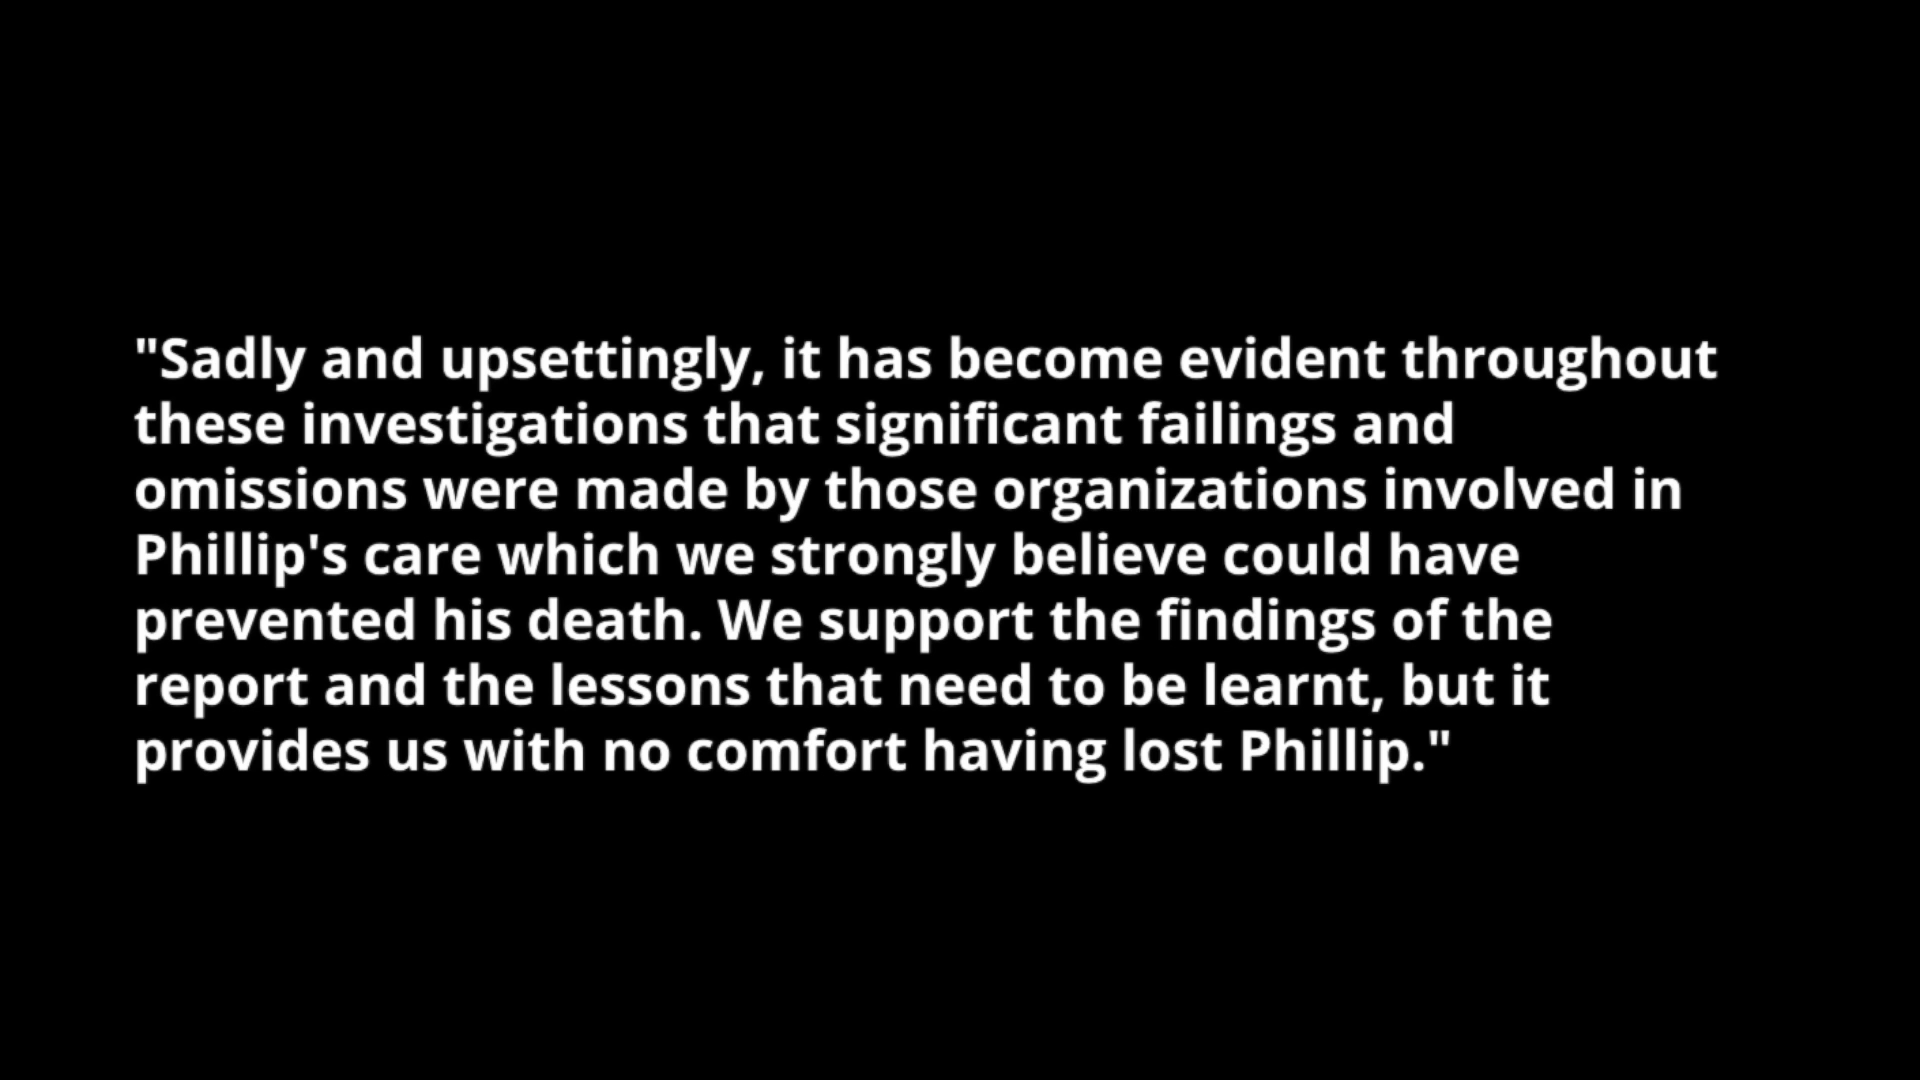 "Sadly and upsettingly, it has become evident throughout
these investigations that significant failings and
omissions were made by those organizations involved in
Phillip's care which we strongly believe could have
prevented his death. We support the findings of the
report and the lessons that need to be learnt, but it
provides us with no comfort having lost Phillip."